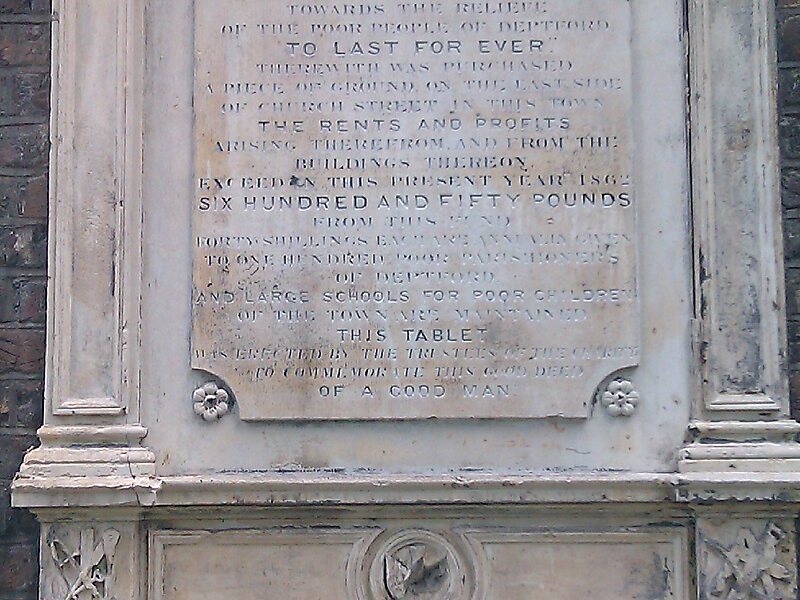 TOWARDS THE RELIEF
OF THE POOR PEOPLE OF DEPTFORD
"TO LAST FOR EVER"
THEREWITH WAS PURCHASED
A PIECE OF GROUND, ON THE EAST SIDE
OF CHURCH STREET IN THIS TOWN
THE RENTS AND PROFITS
ARISING THEREFROM, AND FROM THE
BUILDINGS THEREON,
EXCEED IN THIS PRESENT YEAR 1862
SIX HUNDRED AND FIFTY POUNDS
FROM THIS FUND
FORTY SHILLINGS EACH ARE ANNUALLY GIVEN
TO ONE HUNDRED POOR PARISHIONERS
OF DEPTFORD
AND LARGE SCHOOLS FOR POOR CHILDREN
OF THE TOWN ARE MAINTAINED
THIS TABLET
WAS ERECTED BY THE TRUSTEES OF THE CHARITY
TO COMMEMORATE THIS GOOD DEED
OF A GOOD MAN